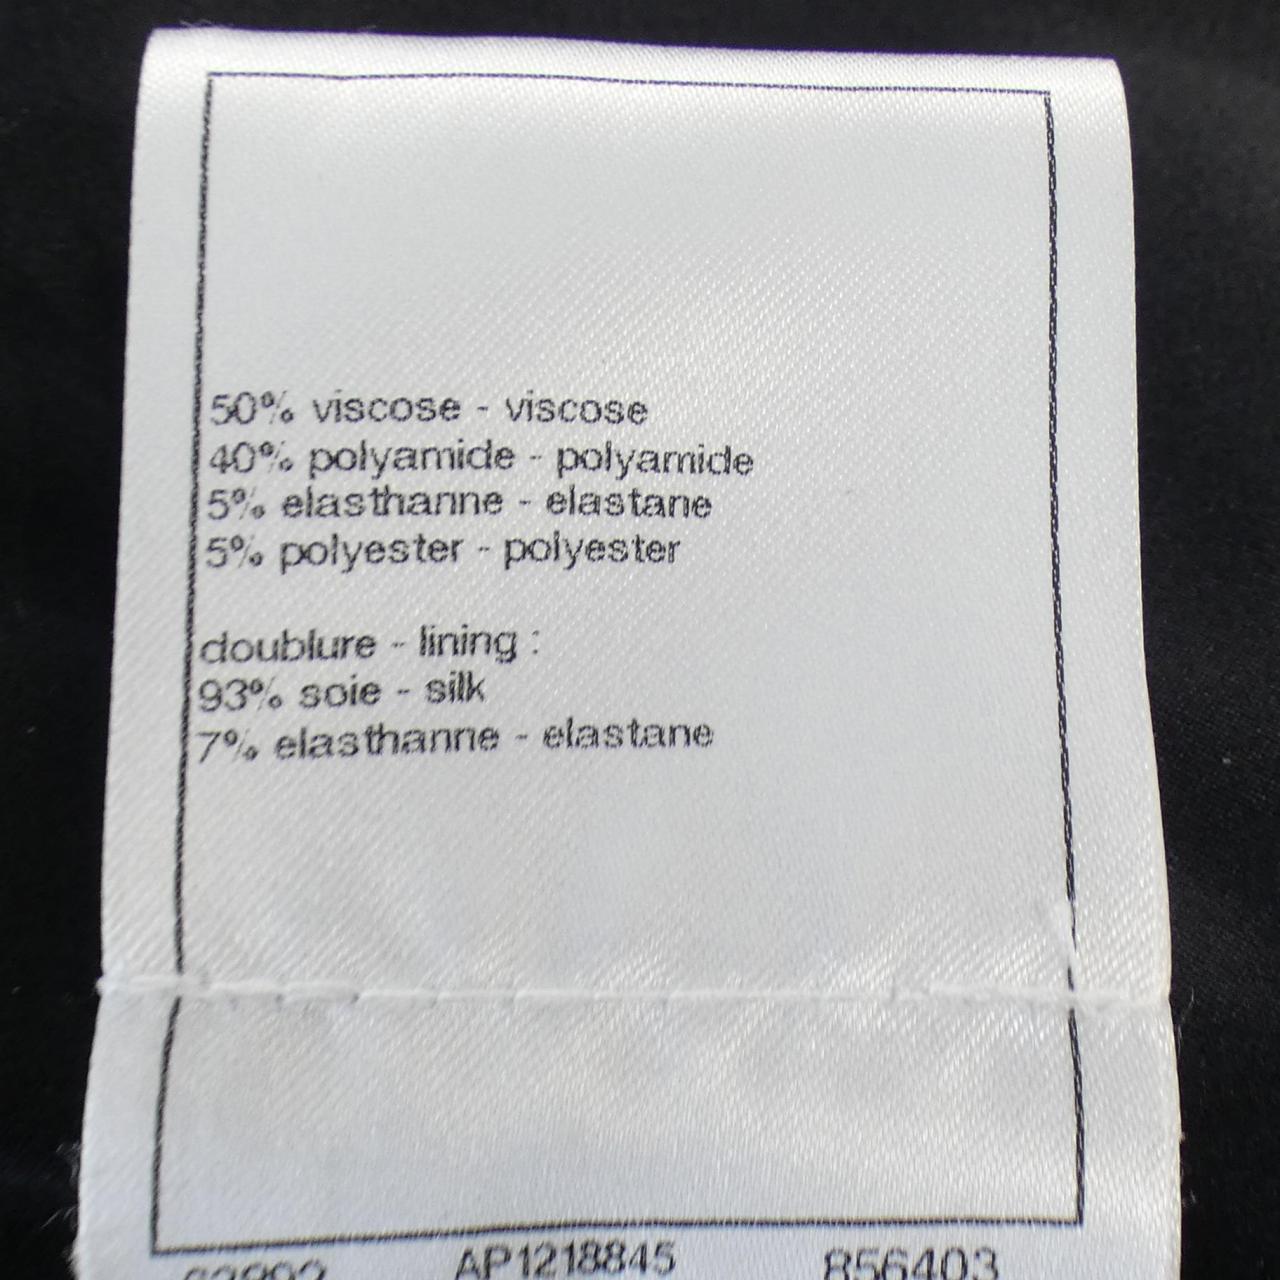 50% viscose - viscose
40% polyamide - polyamide
5% elasthanne - elastane
5% polyester - polyester
doublure - lining :
93% soie - silk
7% elasthanne - elastane
AP1218845 856403